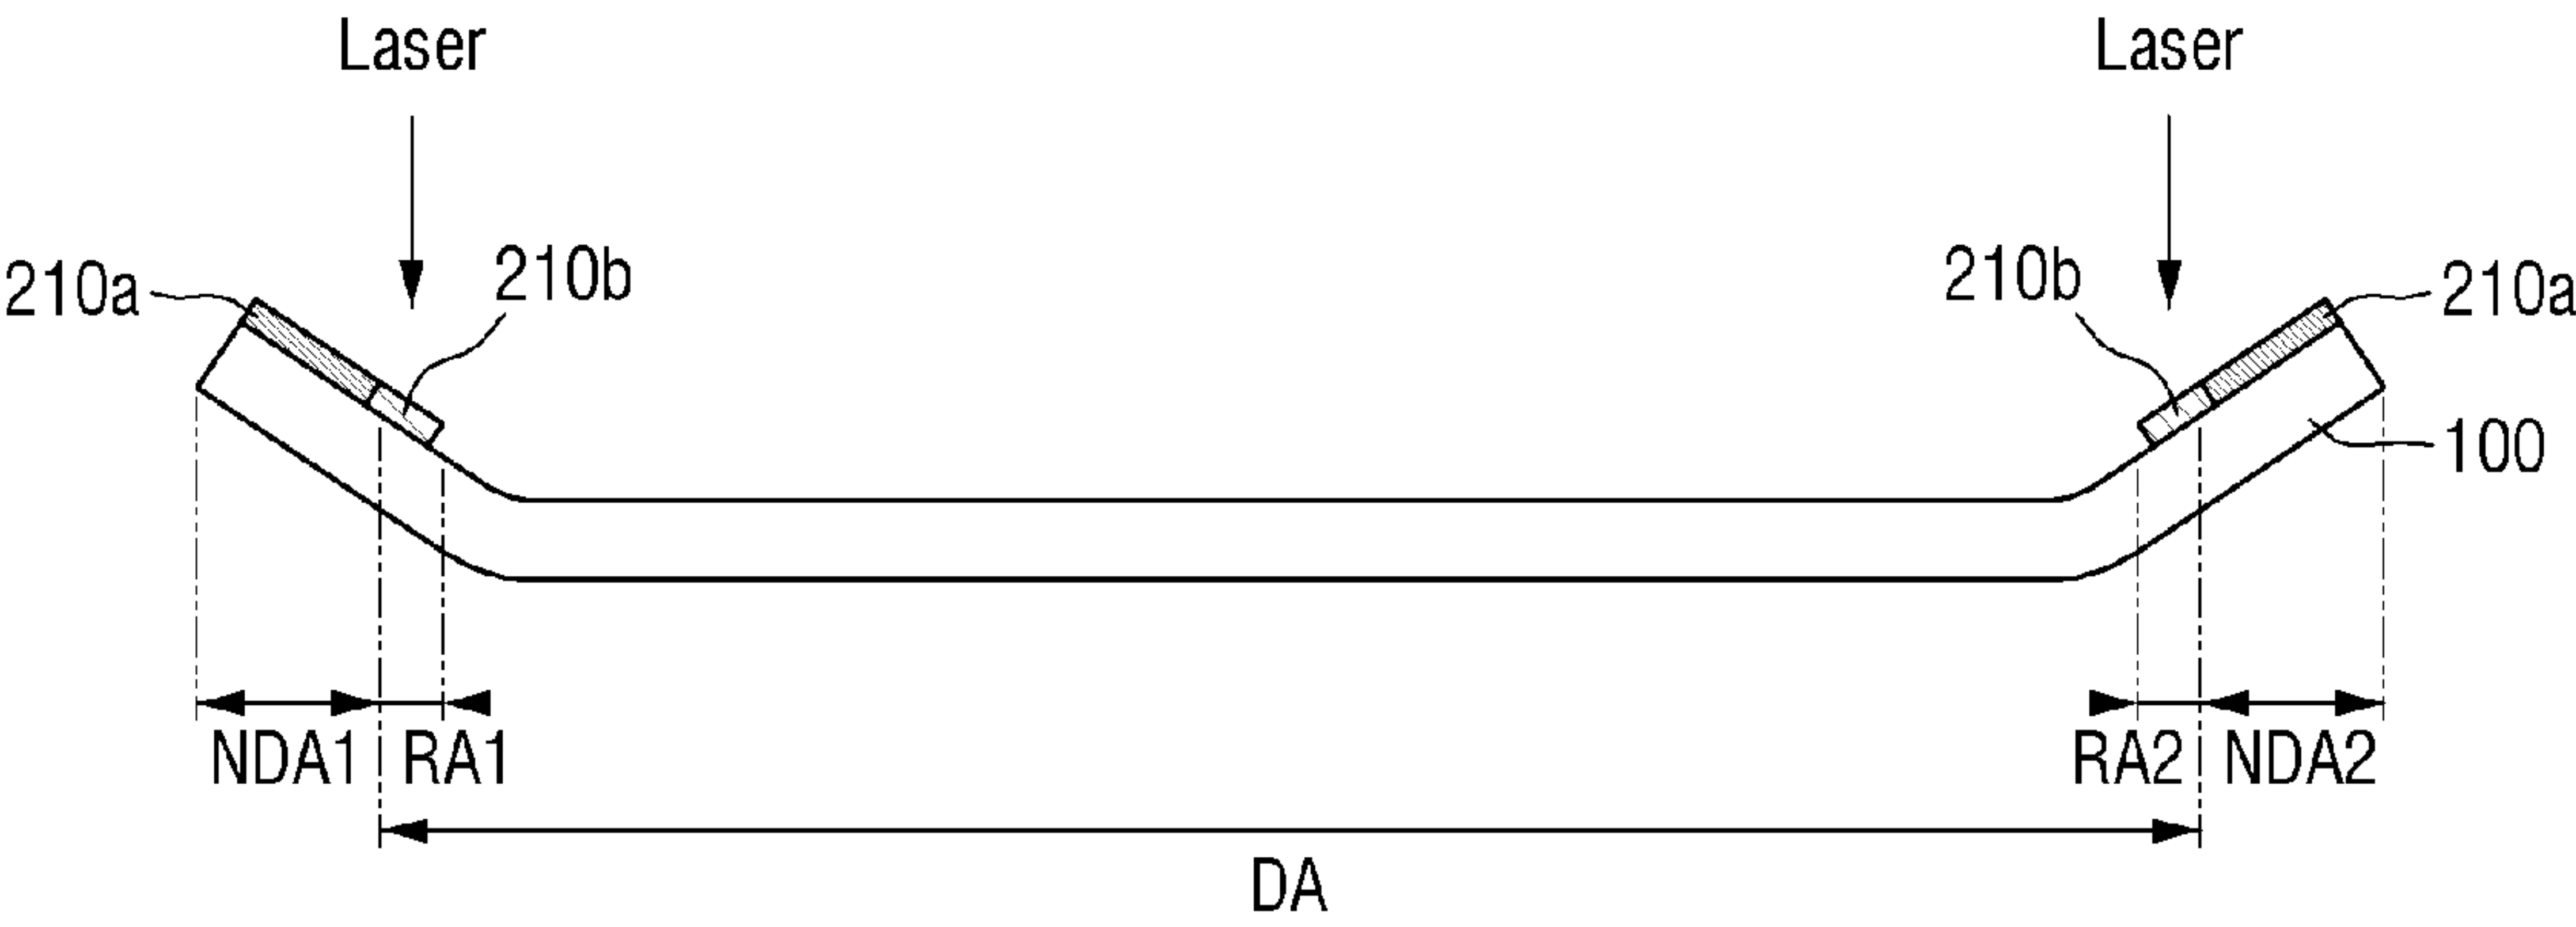 Laser Laser
210a 210b 210b 210a
100
NDA1 RA1 RA2 NDA2
DA